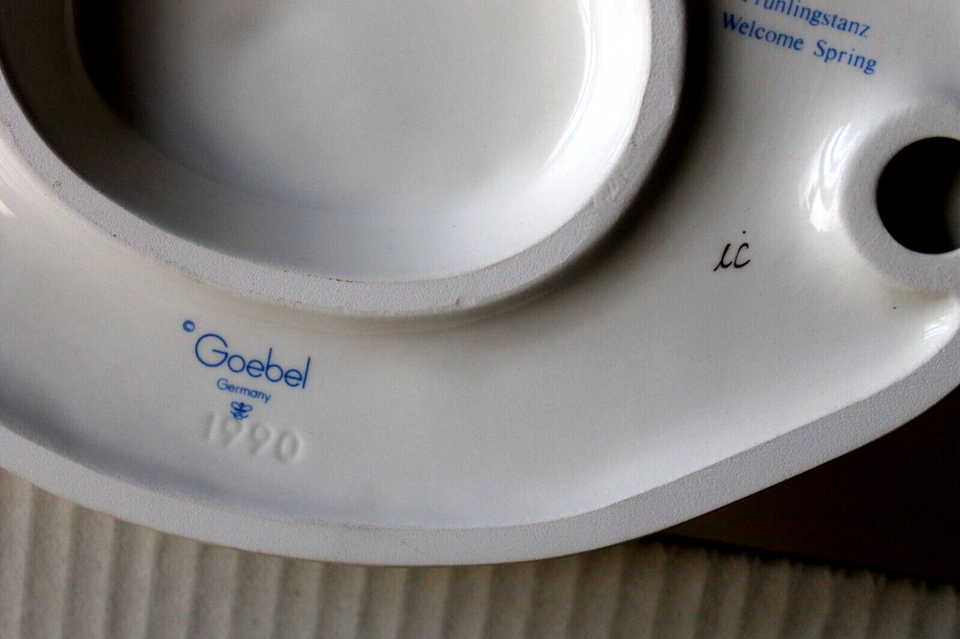 Frühlingstanz
Welcome Spring
ic
© Goebel
Germany
1990